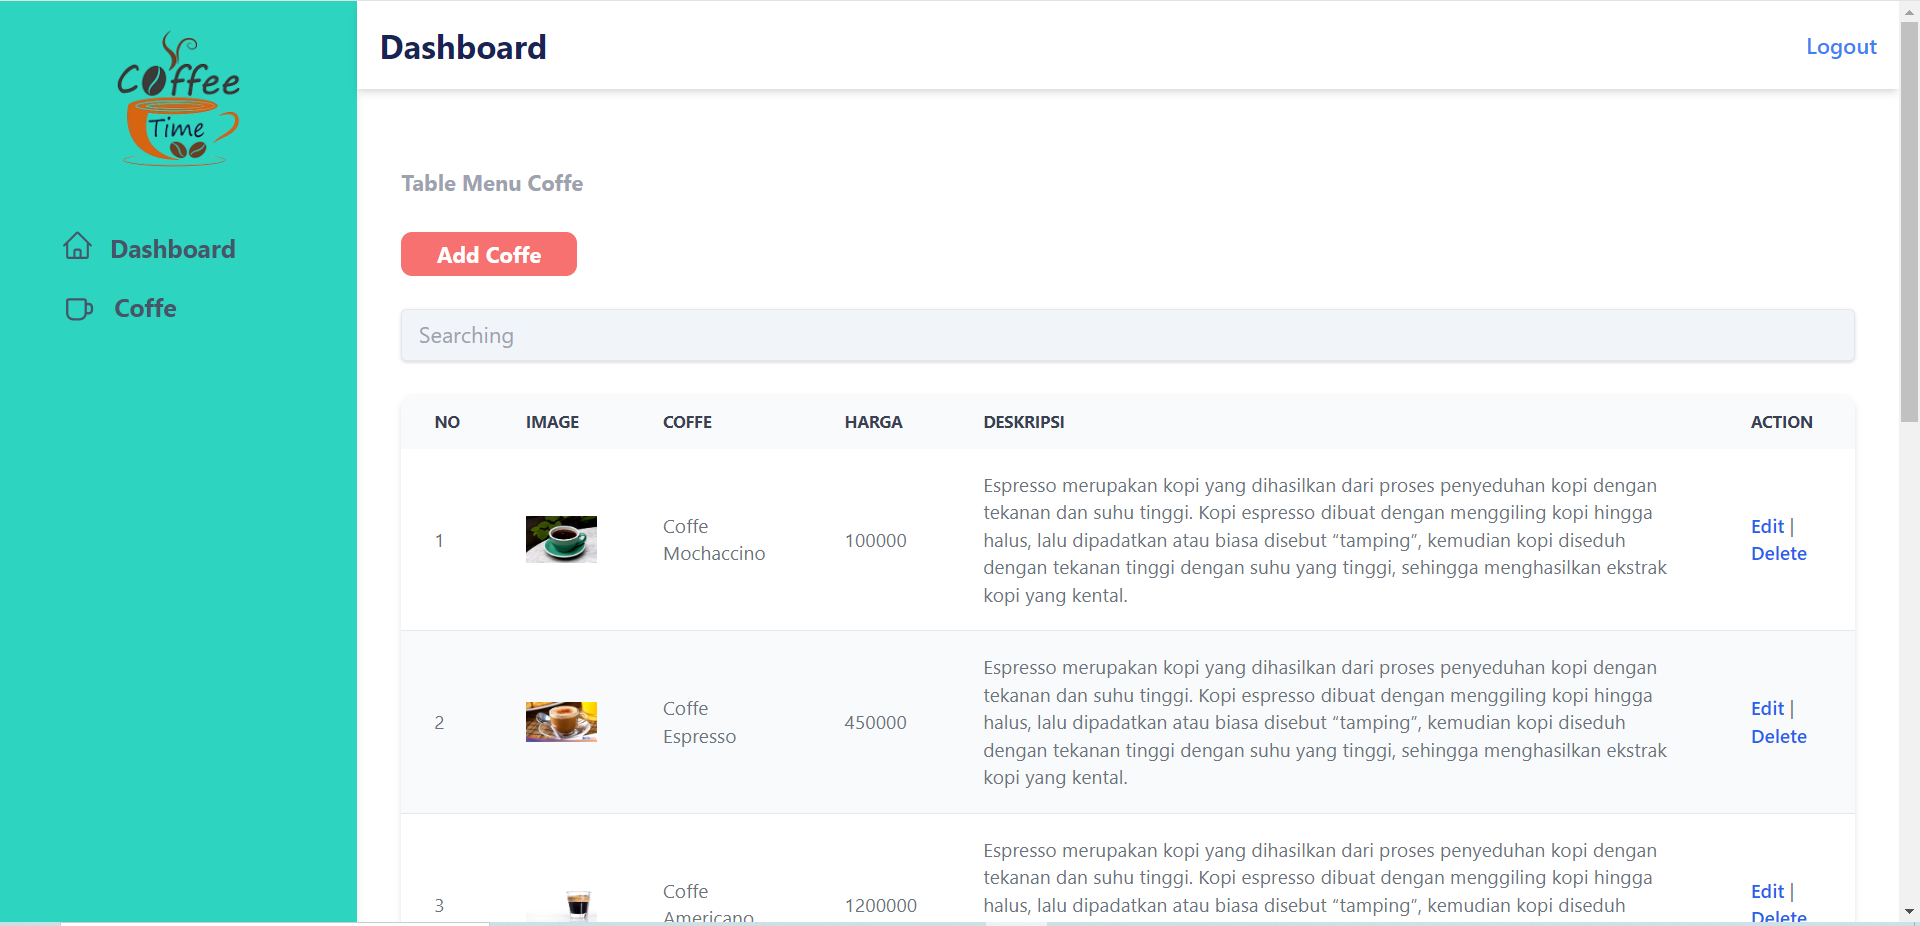 Coffee
Time
Dashboard
Coffe
Dashboard
Logout
Table Menu Coffe
Add Coffe
Searching
NO IMAGE COFFE HARGA DESKRIPSI ACTION
1 Coffe Mochaccino 100000
Espresso merupakan kopi yang dihasilkan dari proses penyeduhan kopi dengan
tekanan dan suhu tinggi. Kopi espresso dibuat dengan menggiling kopi hingga
halus, lalu dipadatkan atau biasa disebut “tamping”, kemudian kopi diseduh
dengan tekanan tinggi dengan suhu yang tinggi, sehingga menghasilkan ekstrak
kopi yang kental.
Edit |
Delete
2 Coffe Espresso 450000
Espresso merupakan kopi yang dihasilkan dari proses penyeduhan kopi dengan
tekanan dan suhu tinggi. Kopi espresso dibuat dengan menggiling kopi hingga
halus, lalu dipadatkan atau biasa disebut “tamping”, kemudian kopi diseduh
dengan tekanan tinggi dengan suhu yang tinggi, sehingga menghasilkan ekstrak
kopi yang kental.
Edit |
Delete
3 Coffe Americano 1200000
Espresso merupakan kopi yang dihasilkan dari proses penyeduhan kopi dengan
tekanan dan suhu tinggi. Kopi espresso dibuat dengan menggiling kopi hingga
halus, lalu dipadatkan atau biasa disebut “tamping”, kemudian kopi diseduh
Edit |
Delete